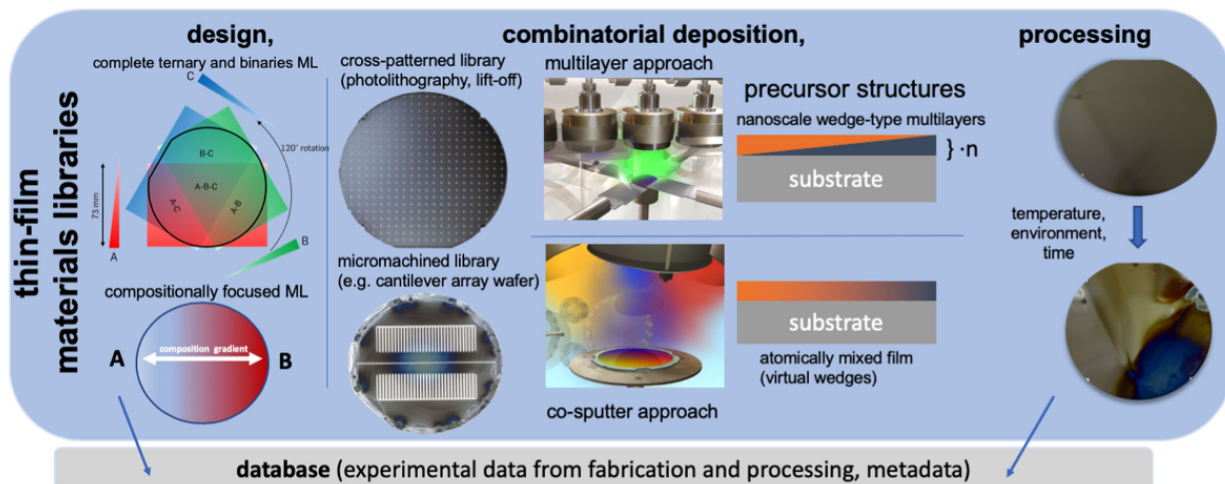 design,
combinatorial deposition,
processing
thin-film
materials libraries
complete ternary and binaries ML
C
B-C
120° rotation
A-B-C
A-C
A-B
73 mm
A
B
compositionally focused ML
A
composition gradient
B
cross-patterned library
(photolithography, lift-off)
micromachined library
(e.g. cantilever array wafer)
multilayer approach
co-sputter approach
precursor structures
nanoscale wedge-type multilayers
} ·n
substrate
substrate
atomically mixed film
(virtual wedges)
temperature,
environment,
time
database (experimental data from fabrication and processing, metadata)